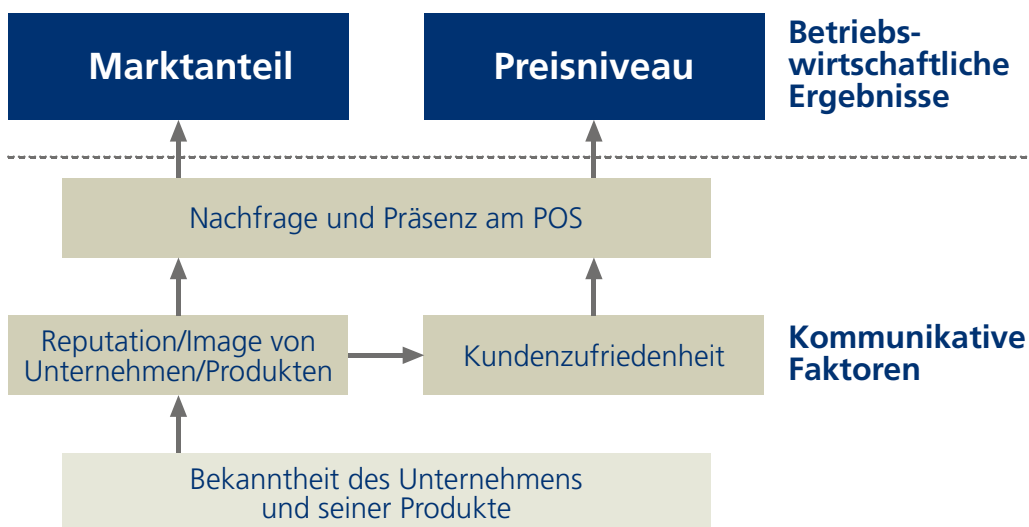 Marktanteil
Preisniveau
Betriebs-
wirtschaftliche
Ergebnisse
Nachfrage und Präsenz am POS
Reputation/Image von
Unternehmen/Produkten
Kundenzufriedenheit
Kommunikative
Faktoren
Bekanntheit des Unternehmens
und seiner Produkte